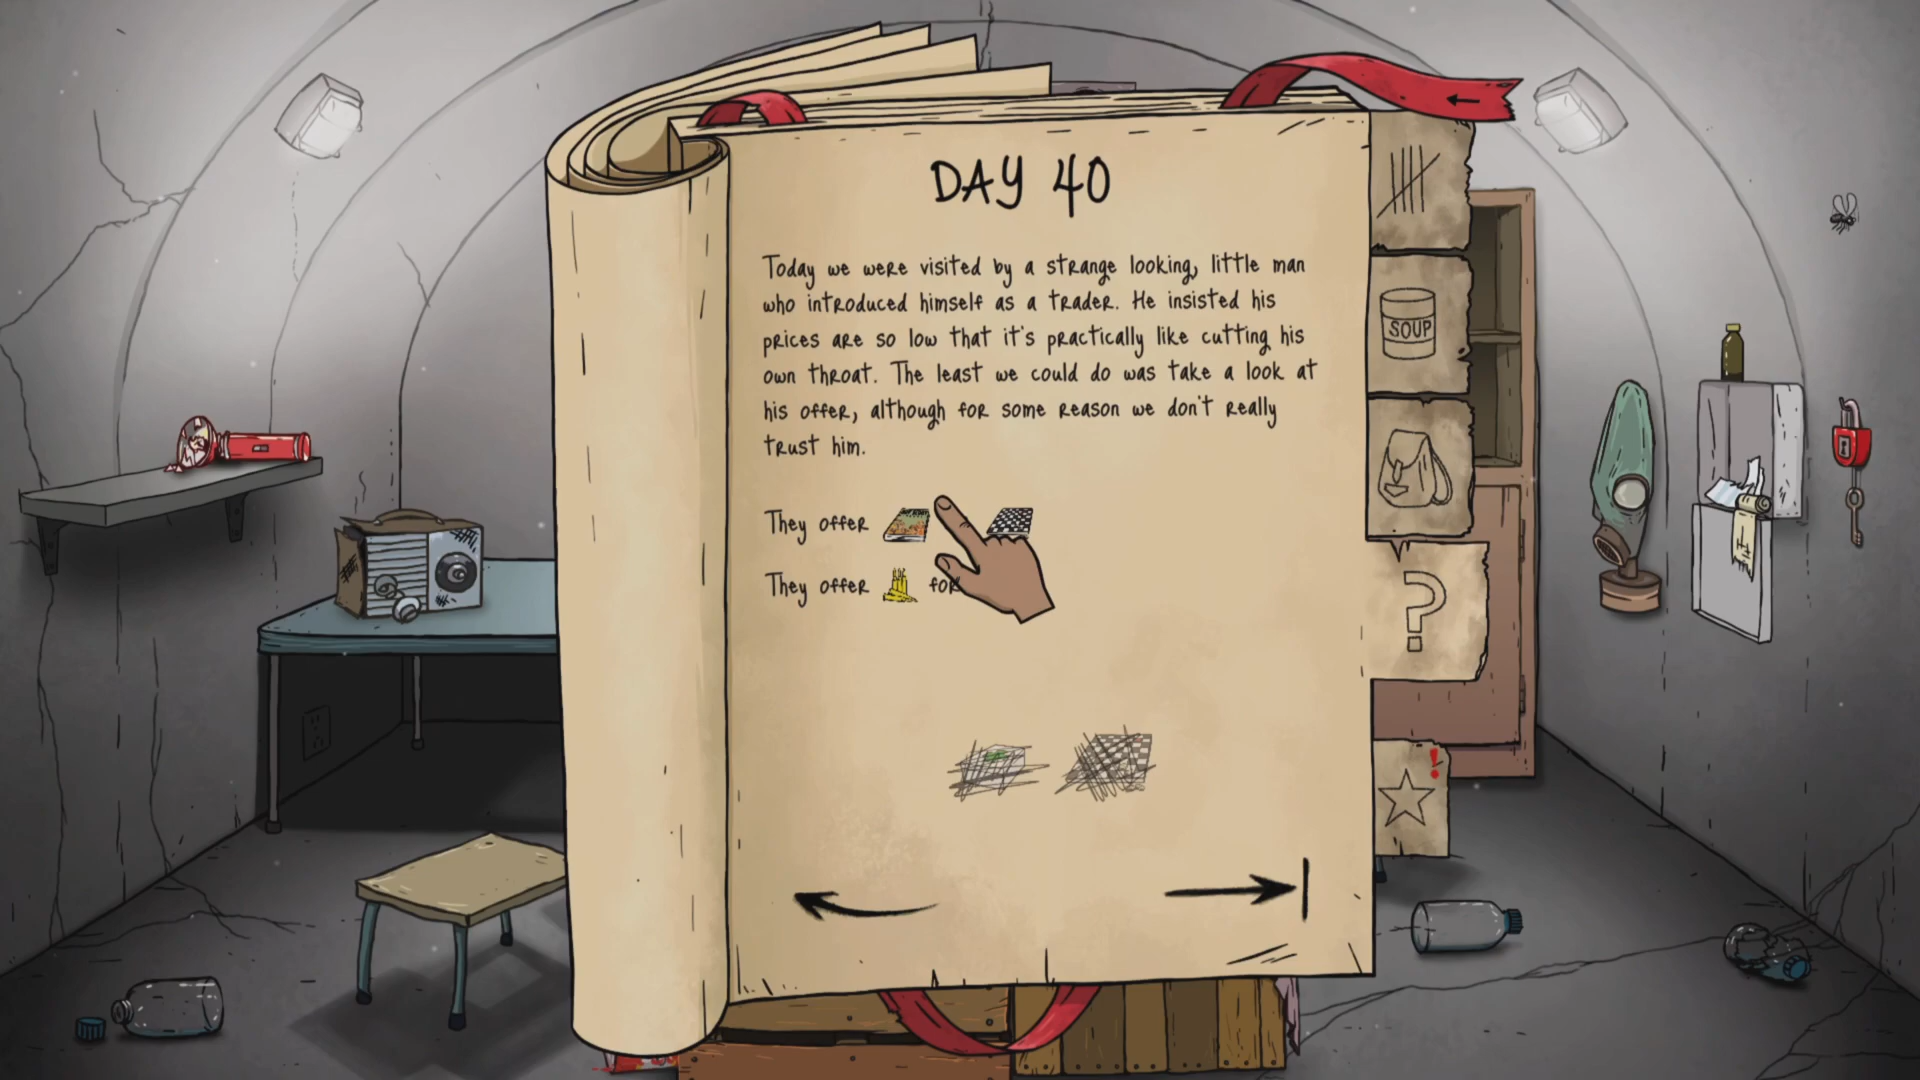 DAY 40
Today we were visited by a strange looking, little man
who introduced himself as a trader. He insisted his
prices are so low that it's practically like cutting his
own throat. The least we could do was take a look at
his offer, although for some reason we don't really
trust him.
They offer
They offer for
SOUP
?
!